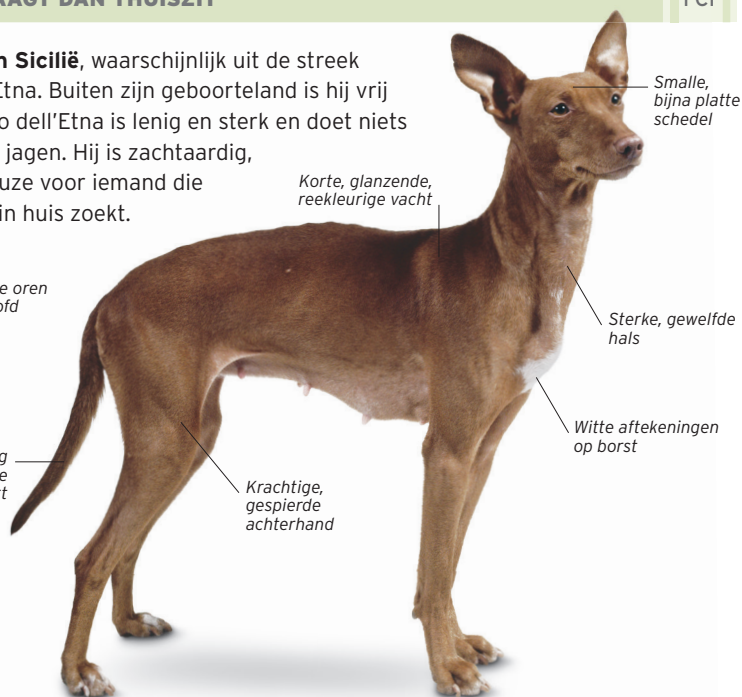 DAN THUISZIT
n Sicilië, waarschijnlijk uit de streek
Etna. Buiten zijn geboorteland is hij vrij
o dell'Etna is lenig en sterk en doet niets
jagen. Hij is zachtaardig,
uze voor iemand die
in huis zoekt.
Smalle,
bijna platte
schedel
Korte, glanzende,
reekleurige vacht
e oren
ofd
Sterke, gewelfde
hals
Witte aftekeningen
op borst
g
e
t
Krachtige,
gespierde
achterhand